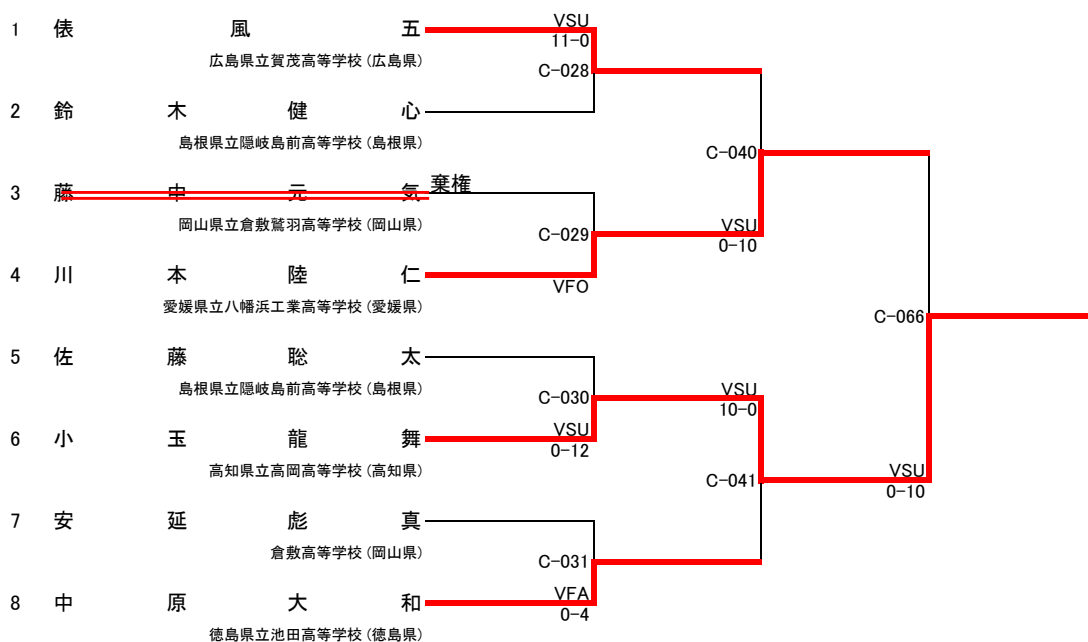 1 俵 風 五
広島県立賀茂高等学校 (広島県)
VSU
11-0
C-028
2 鈴 木 健 心
島根県立隠岐島前高等学校 (島根県)
C-040
3 藤 中 元 気 棄権
岡山県立倉敷鷲羽高等学校 (岡山県)
C-029
VSU
0-10
4 川 本 陸 仁
愛媛県立八幡浜工業高等学校 (愛媛県)
VFO
C-066
5 佐 藤 聡 太
島根県立隠岐島前高等学校 (島根県)
C-030
VSU
10-0
6 小 玉 龍 舞
高知県立高岡高等学校 (高知県)
VSU
0-12
C-041
VSU
0-10
7 安 延 彪 真
倉敷高等学校 (岡山県)
C-031
8 中 原 大 和
徳島県立池田高等学校 (徳島県)
VFA
0-4